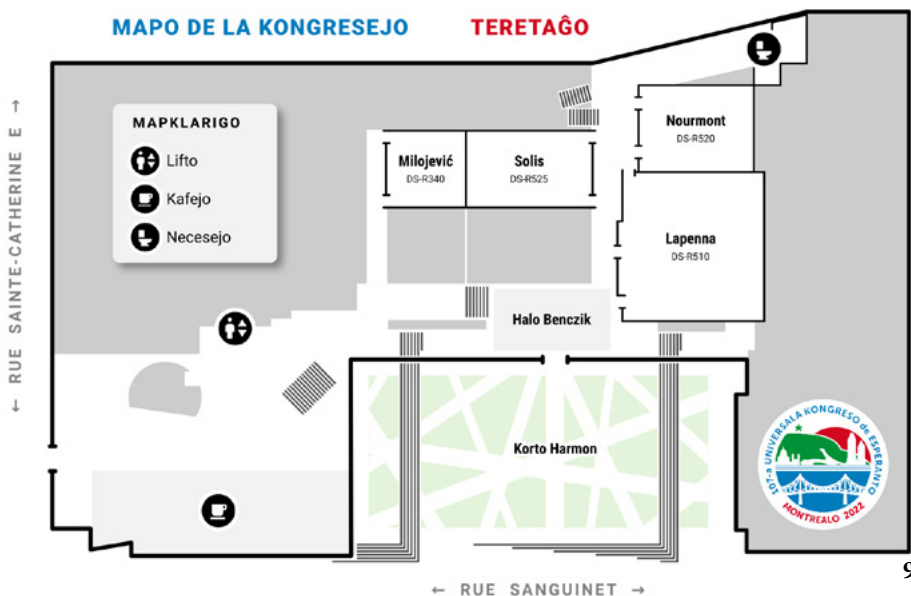 MAPO DE LA KONGRESEJO TERETAĜO
MAPKLARIGO
Lifto
Kafejo
Necesejo
← RUE SAINTE-CATHERINE E →
Milojević
DS-R340
Solis
DS-R525
Nourmont
DS-R520
Lapenna
DS-R510
Halo Benczik
Korto Harmon
107-a UNIVERSALA KONGRESO de ESPERANTO
MONTREALO 2022
← RUE SANGUINET →
9